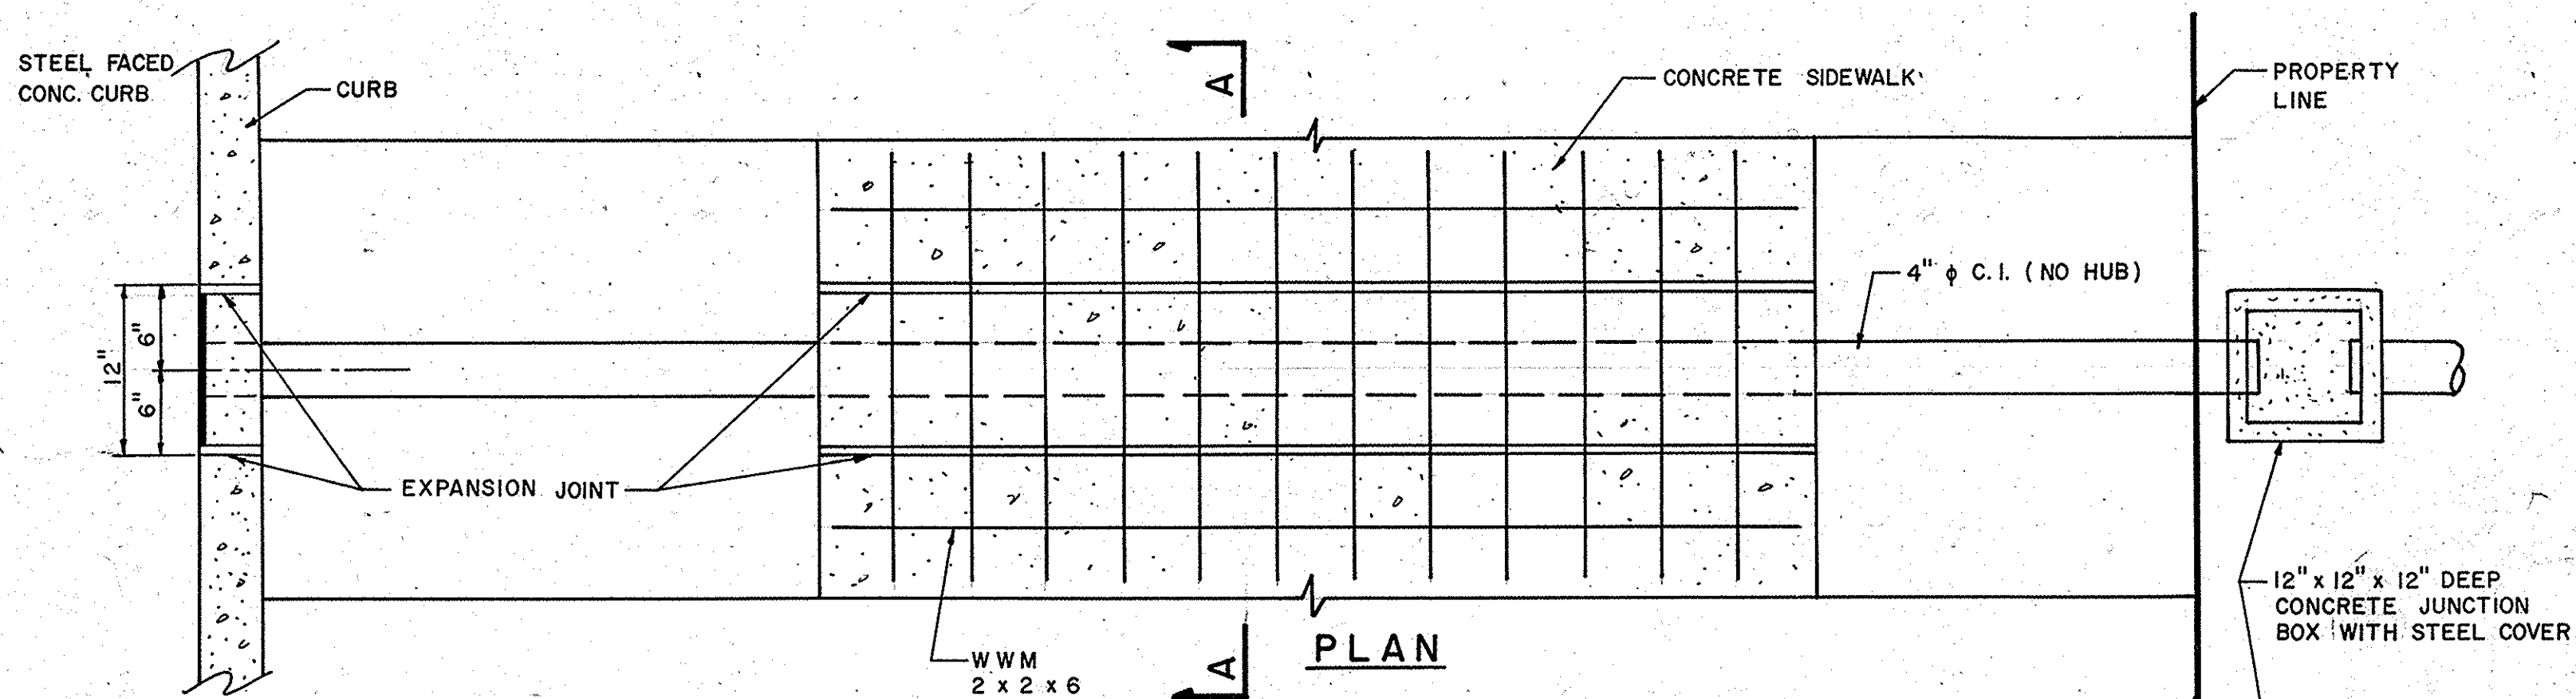 STEEL FACED
CONC. CURB
CURB
A
CONCRETE SIDEWALK
PROPERTY
LINE
4" ϕ C.I. (NO HUB)
12"
6"
6"
EXPANSION JOINT
12" x 12" x 12" DEEP
CONCRETE JUNCTION
BOX WITH STEEL COVER
WWM
2 x 2 x 6
A
PLAN